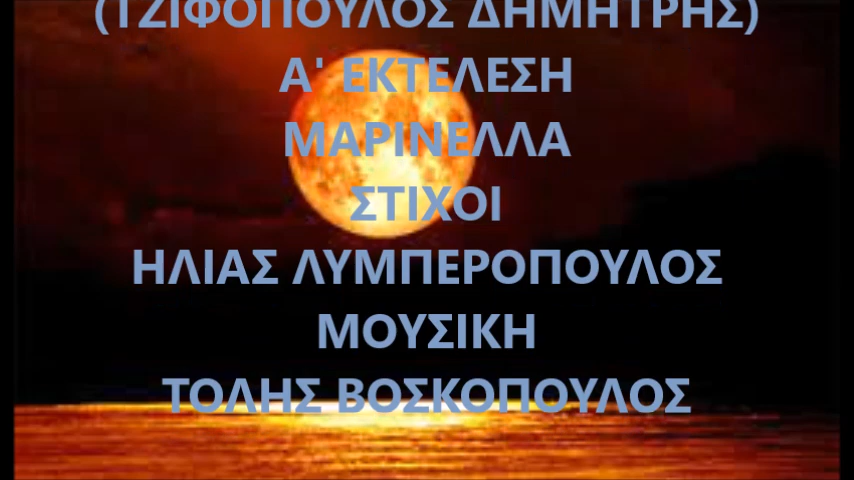 (ΤΖΙΦΟΠΟΥΛΟΣ ΔΗΜΗΤΡΗΣ)
Α' ΕΚΤΕΛΕΣΗ
ΜΑΡΙΝΕΛΛΑ
ΣΤΙΧΟΙ
ΗΛΙΑΣ ΛΥΜΠΕΡΟΠΟΥΛΟΣ
ΜΟΥΣΙΚΗ
ΤΟΛΗΣ ΒΟΣΚΟΠΟΥΛΟΣ